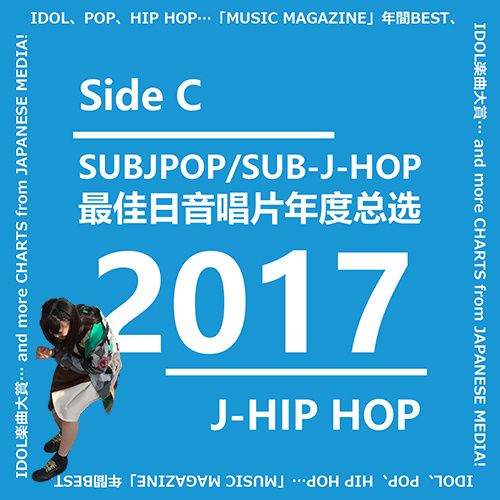 IDOL、POP、HIP HOP…「MUSIC MAGAZINE」年間BEST、
IDOL楽曲大賞… and more CHARTS from JAPANESE MEDIA!
Side C
SUBJPOP/SUB-J-HOP
最佳日音唱片年度总选
2017
J-HIP HOP
IDOL、POP、HIP HOP…「MUSIC MAGAZINE」年間BEST
IDOL楽曲大賞… and more CHARTS from JAPANESE MEDIA!